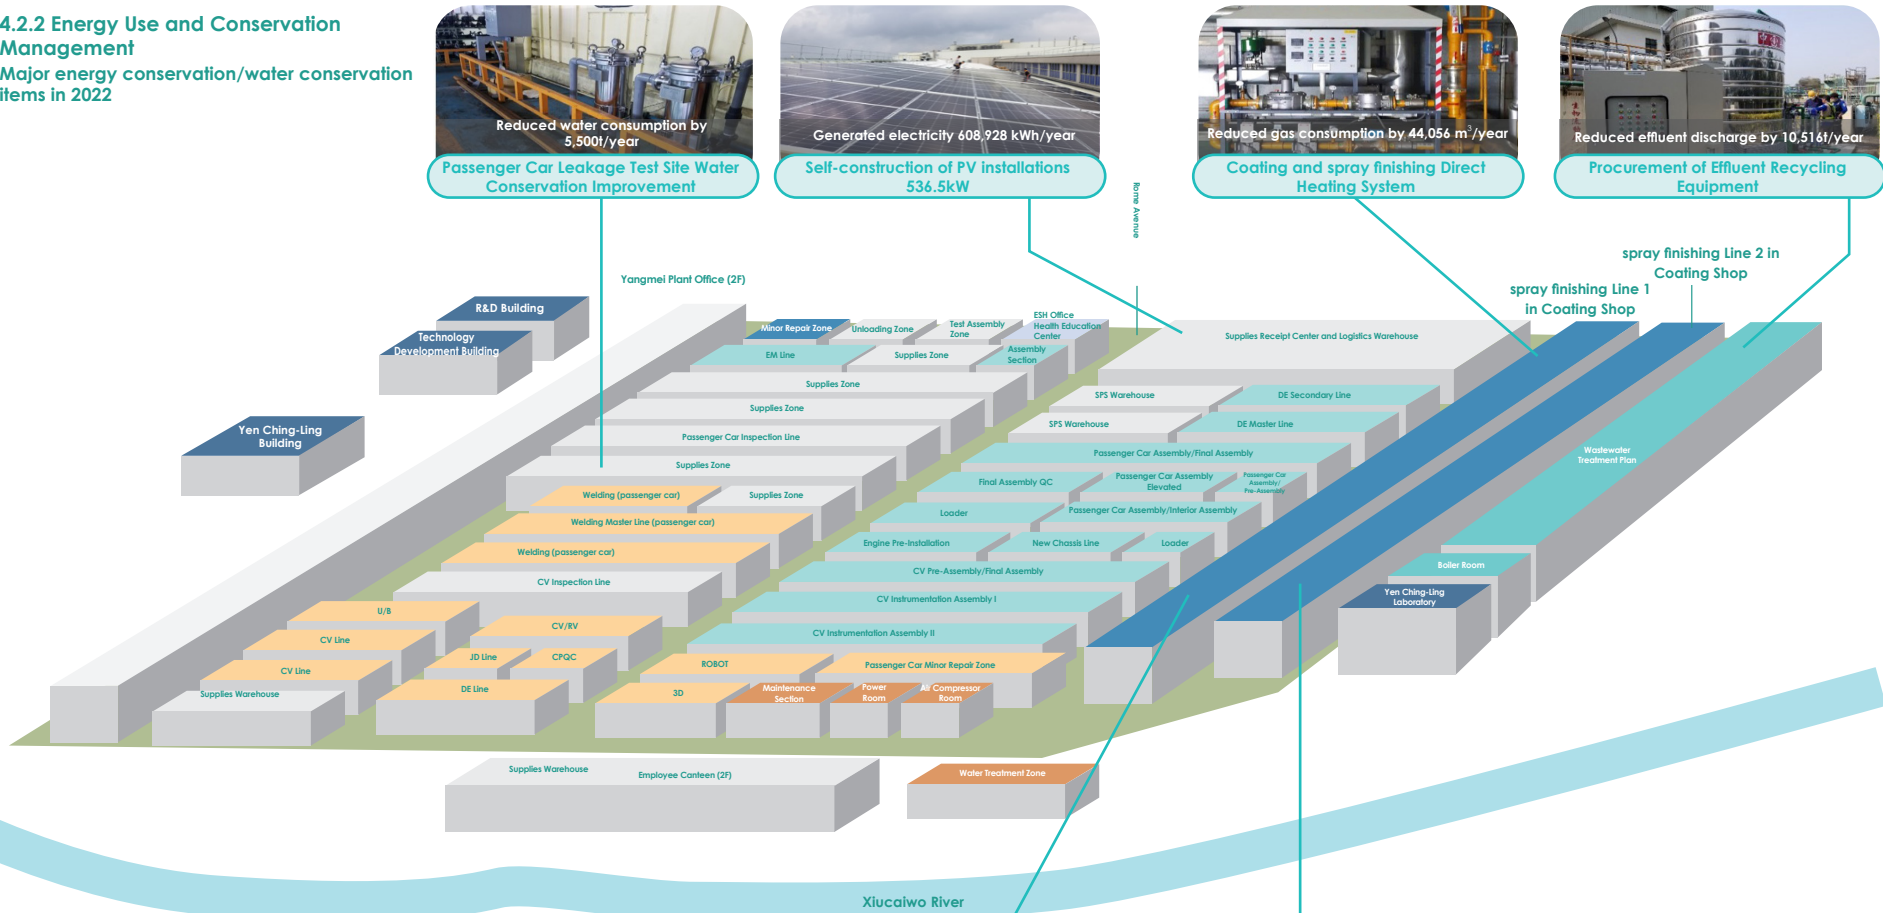 4.2.2 Energy Use and Conservation
Management
Major energy conservation/water conservation
items in 2022
Reduced water consumption by
5,500t/year
Passenger Car Leakage Test Site Water
Conservation Improvement
Generated electricity 608,928 kWh/year
Self-construction of PV installations
536.5kW
Reduced gas consumption by 44,056 m³/year
Coating and spray finishing Direct
Heating System
Reduced effluent discharge by 10,516t/year
Procurement of Effluent Recycling
Equipment
Rome Avenue
spray finishing Line 2 in
Coating Shop
spray finishing Line 1
in Coating Shop
Yangmei Plant Office (2F)
R&D Building
Technology
Development Building
Yen Ching-Ling
Building
Minor Repair Zone
Unloading Zone
Test Assembly
Zone
ESH Office
Health Education
Center
EM Line
Supplies Zone
Assembly
Section
Supplies Receipt Center and Logistics Warehouse
Supplies Zone
SPS Warehouse
DE Secondary Line
Supplies Zone
SPS Warehouse
DE Master Line
Passenger Car Inspection Line
Passenger Car Assembly/Final Assembly
Supplies Zone
Wastewater
Treatment Plan
Final Assembly QC
Passenger Car Assembly
Elevated
Passenger Car
Assembly/
Pre-Assembly
Welding (passenger car)
Supplies Zone
Loader
Passenger Car Assembly/Interior Assembly
Welding Master Line (passenger car)
Engine Pre-Installation
New Chassis Line
Loader
Welding (passenger car)
CV Pre-Assembly/Final Assembly
Boiler Room
CV Inspection Line
Yen Ching-Ling
Laboratory
CV Instrumentation Assembly I
U/B
CV/RV
CV Instrumentation Assembly II
CV Line
JD Line
CPQC
ROBOT
Passenger Car Minor Repair Zone
CV Line
DE Line
3D
Maintenance
Section
Power
Room
Air Compressor
Room
Supplies Warehouse
Supplies Warehouse
Employee Canteen (2F)
Water Treatment Zone
Xiucaiwo River